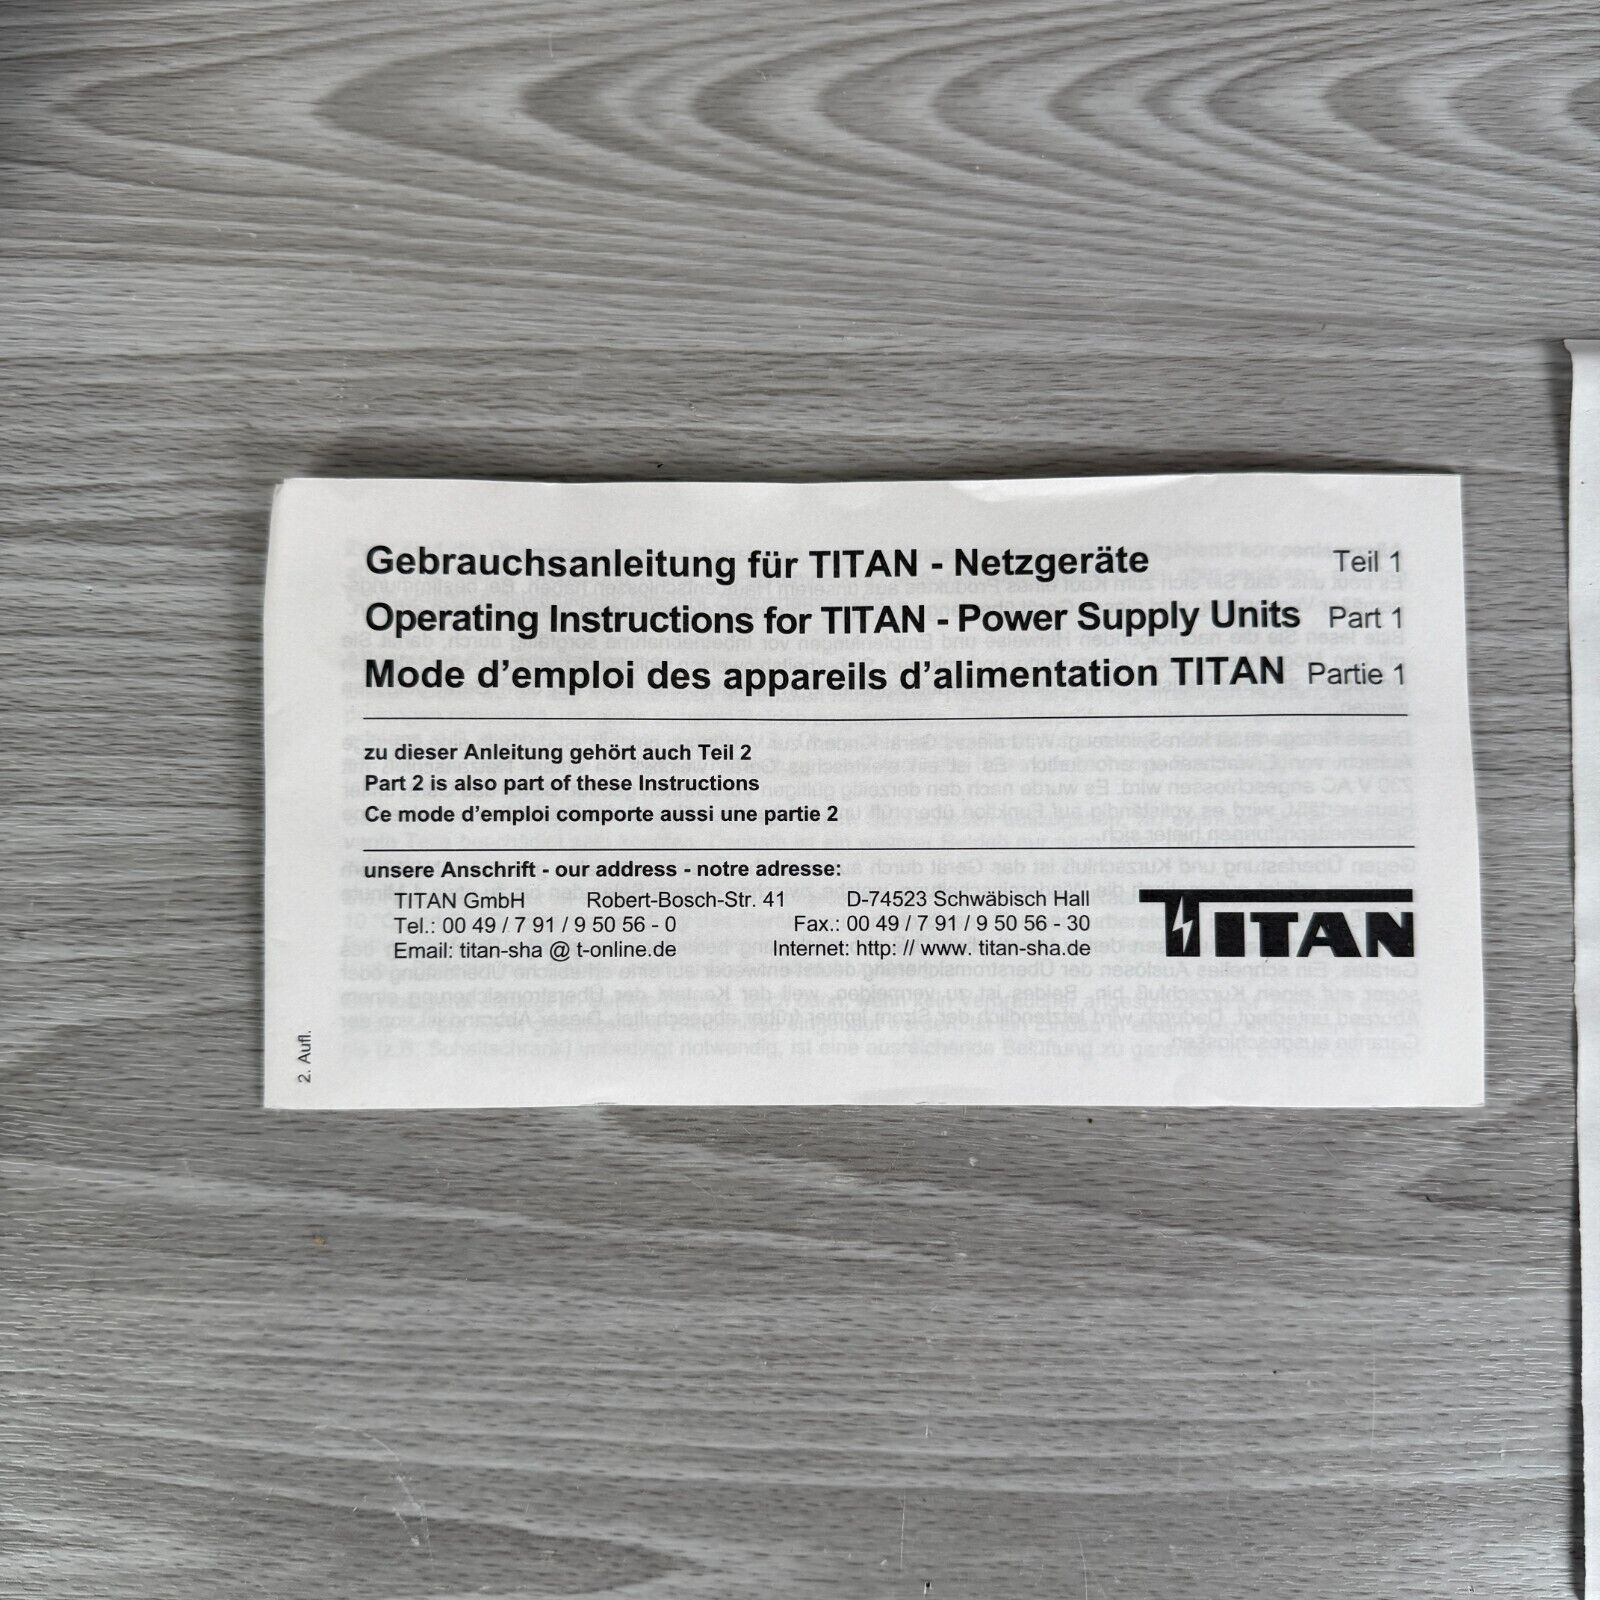 Gebrauchsanleitung für TITAN - Netzgeräte Teil 1
Operating Instructions for TITAN - Power Supply Units Part 1
Mode d’emploi des appareils d’alimentation TITAN Partie 1
zu dieser Anleitung gehört auch Teil 2
Part 2 is also part of these Instructions
Ce mode d’emploi comporte aussi une partie 2
unsere Anschrift - our address - notre adresse:
TITAN GmbH Robert-Bosch-Str. 41 D-74523 Schwäbisch Hall
Tel.: 00 49 / 7 91 / 9 50 56 - 0 Fax.: 00 49 / 7 91 / 9 50 56 - 30
Email: titan-sha @ t-online.de Internet: http: // www. titan-sha.de
TITAN
2. Aufl.